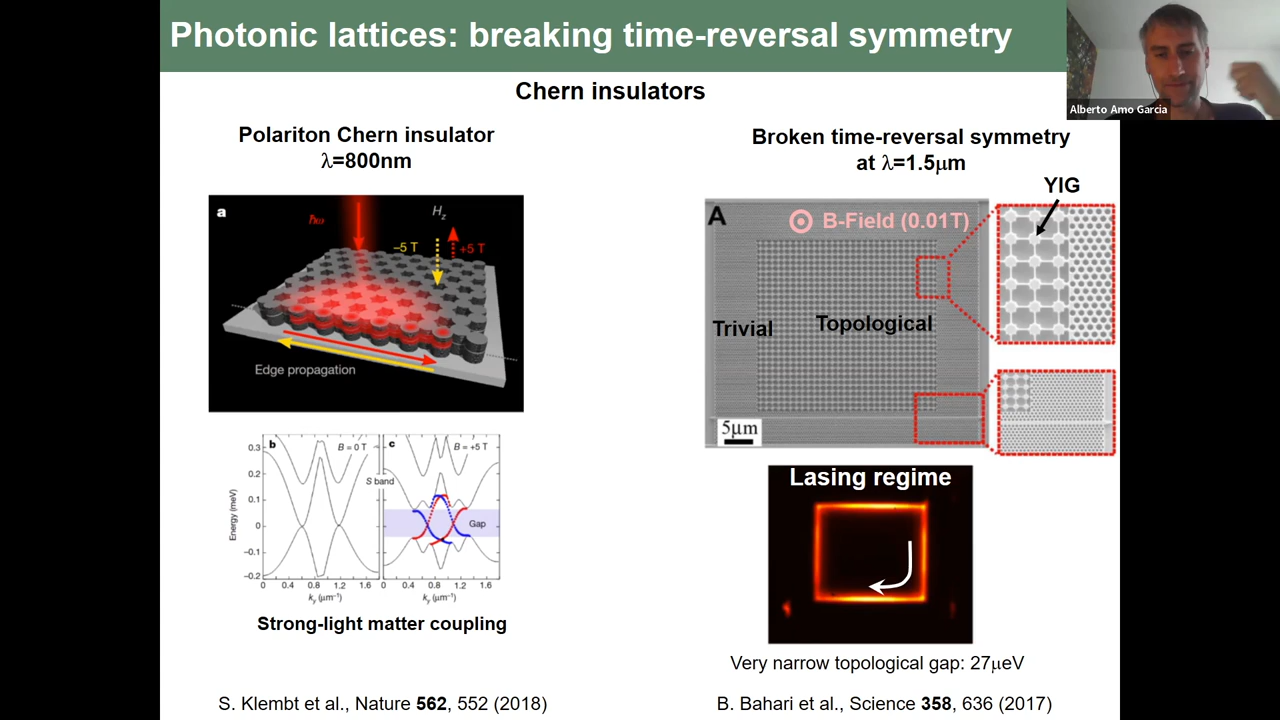 Photonic lattices: breaking time-reversal symmetry
Alberto Amo Garcia
Chern insulators
Polariton Chern insulator
λ=800nm
a
ħω
H_z
−5 T
+5 T
Edge propagation
b
B = 0 T
c
B = +5 T
S band
Gap
Energy (meV)
0.3
0.2
0.1
0
−0.1
−0.2
0 0.4 0.8 1.2 1.6
0 0.4 0.8 1.2 1.6
k_y (μm⁻¹)
k_y (μm⁻¹)
Strong-light matter coupling
S. Klembt et al., Nature 562, 552 (2018)
Broken time-reversal symmetry
at λ=1.5μm
YIG
A
B-Field (0.01T)
Trivial
Topological
5μm
Lasing regime
Very narrow topological gap: 27μeV
B. Bahari et al., Science 358, 636 (2017)